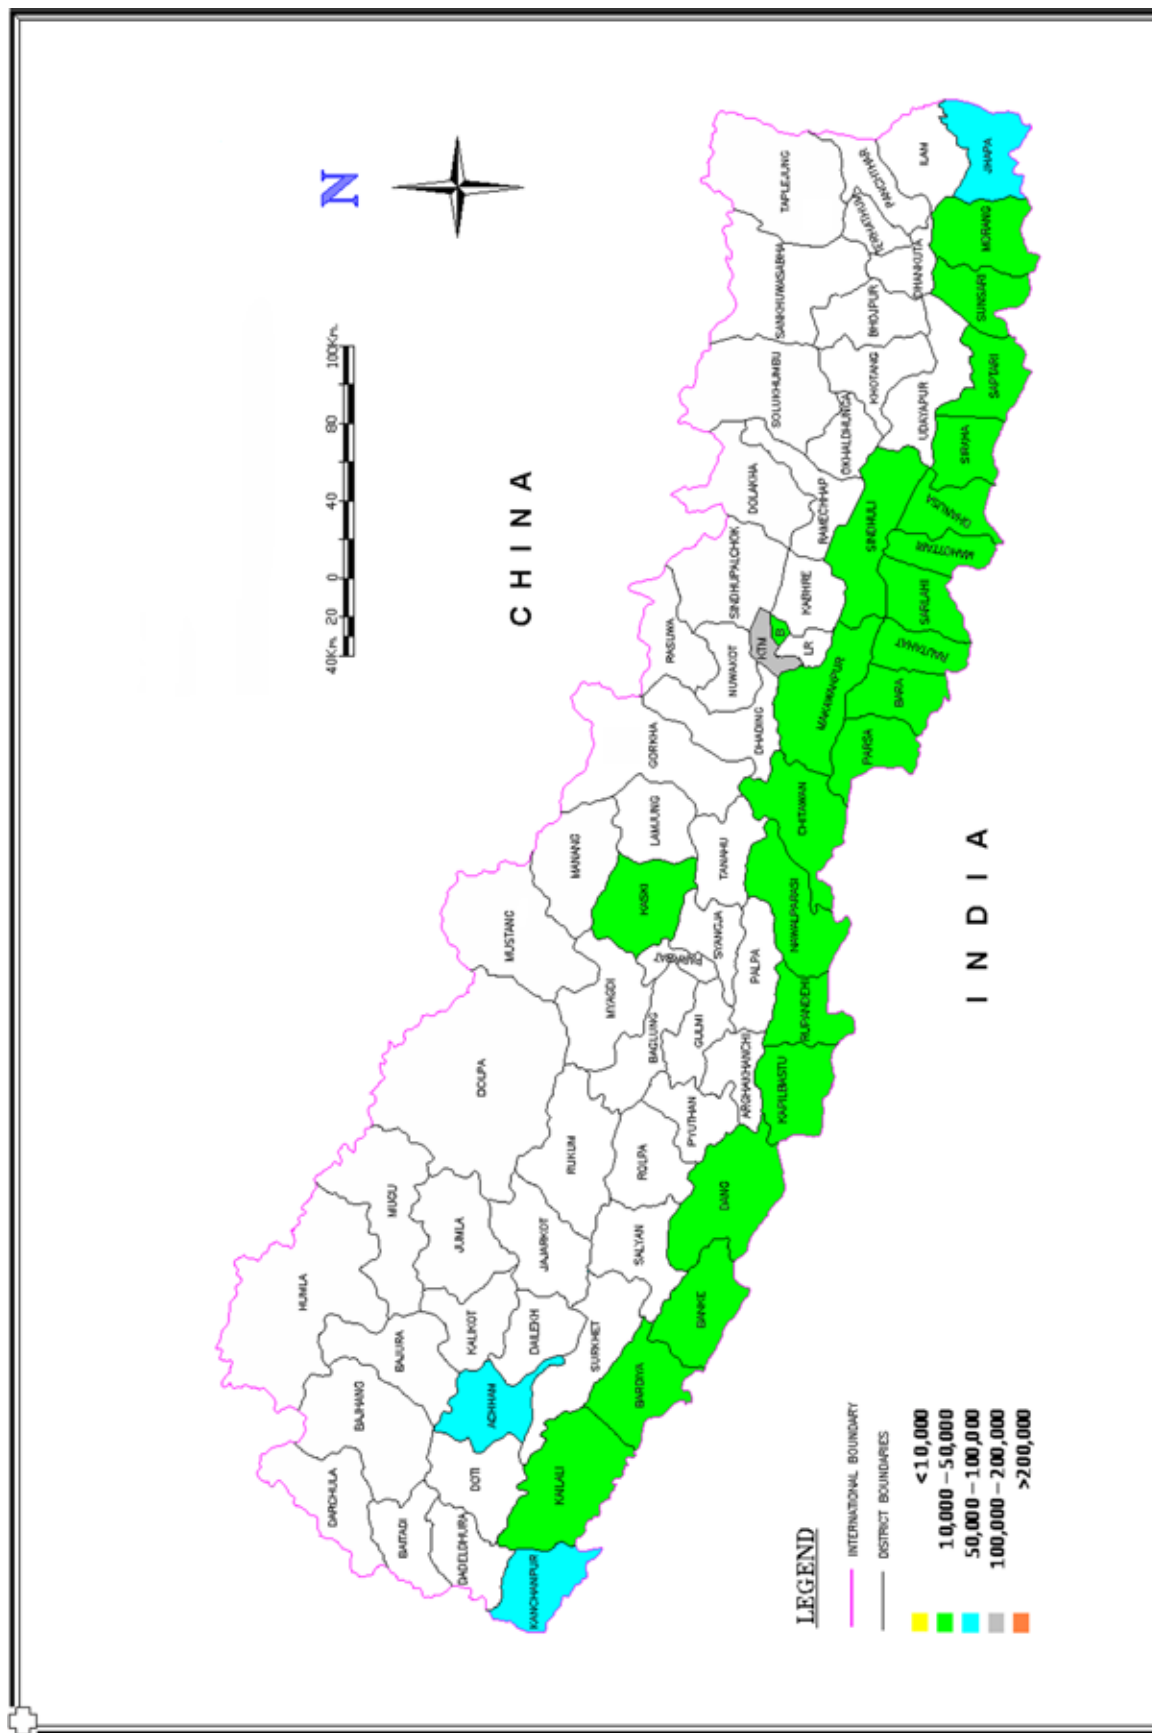 N
40Km. 20 0 40 80 100Km.
CHINA
HUMLA
DARCHULA
BAJHANG
MUGU
BAJURA
BAITADI
JUMLA
DOLPA
MUSTANG
KALIKOT
DADELDHURA
DOTI
ACHHAM
DAILEKH
JAJARKOT
RUKUM
MANANG
KANCHANPUR
KAILALI
SURKHET
SALYAN
ROLPA
MYAGDI
KASKI
LAMJUNG
GORKHA
RASUWA
BARDIYA
BAGLUNG
BANKE
PYUTHAN
GULMI
SYANGJA
TANAHU
NUWAKOT
SINDHUPALCHOK
DOLAKHA
DANG
ARGHAKHANCHI
PALPA
DHADING
KTM
B
LR
KABHRE
RAMECHHAP
SOLUKHUMBU
SANKHUWASABHA
TAPLEJUNG
KAPILBASTU
RUPANDEHI
NAWALPARASI
CHITAWAN
MAKAWANPUR
SINDHULI
OKHALDHUNGA
KHOTANG
BHOJPUR
TERHATHUM
PANCHTHAR
PARSA
BARA
RAUTAHAT
SARLAHI
MAHOTTARI
DHANUSA
SIRAHA
UDAYAPUR
DHANKUTA
ILAM
SAPTARI
SUNSARI
MORANG
JHAPA
INDIA
LEGEND
INTERNATIONAL BOUNDARY
DISTRICT BOUNDARIES
<10,000
10,000 – 50,000
50,000 – 100,000
100,000 – 200,000
>200,000